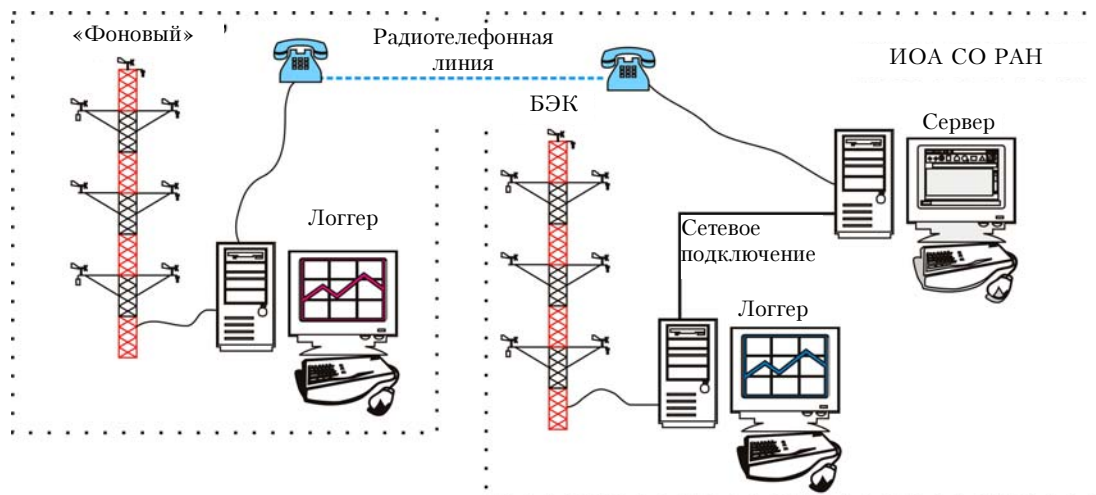 «Фоновый»
Радиотелефонная
линия
ИОА СО РАН
БЭК
Сервер
Логгер
Сетевое
подключение
Логгер